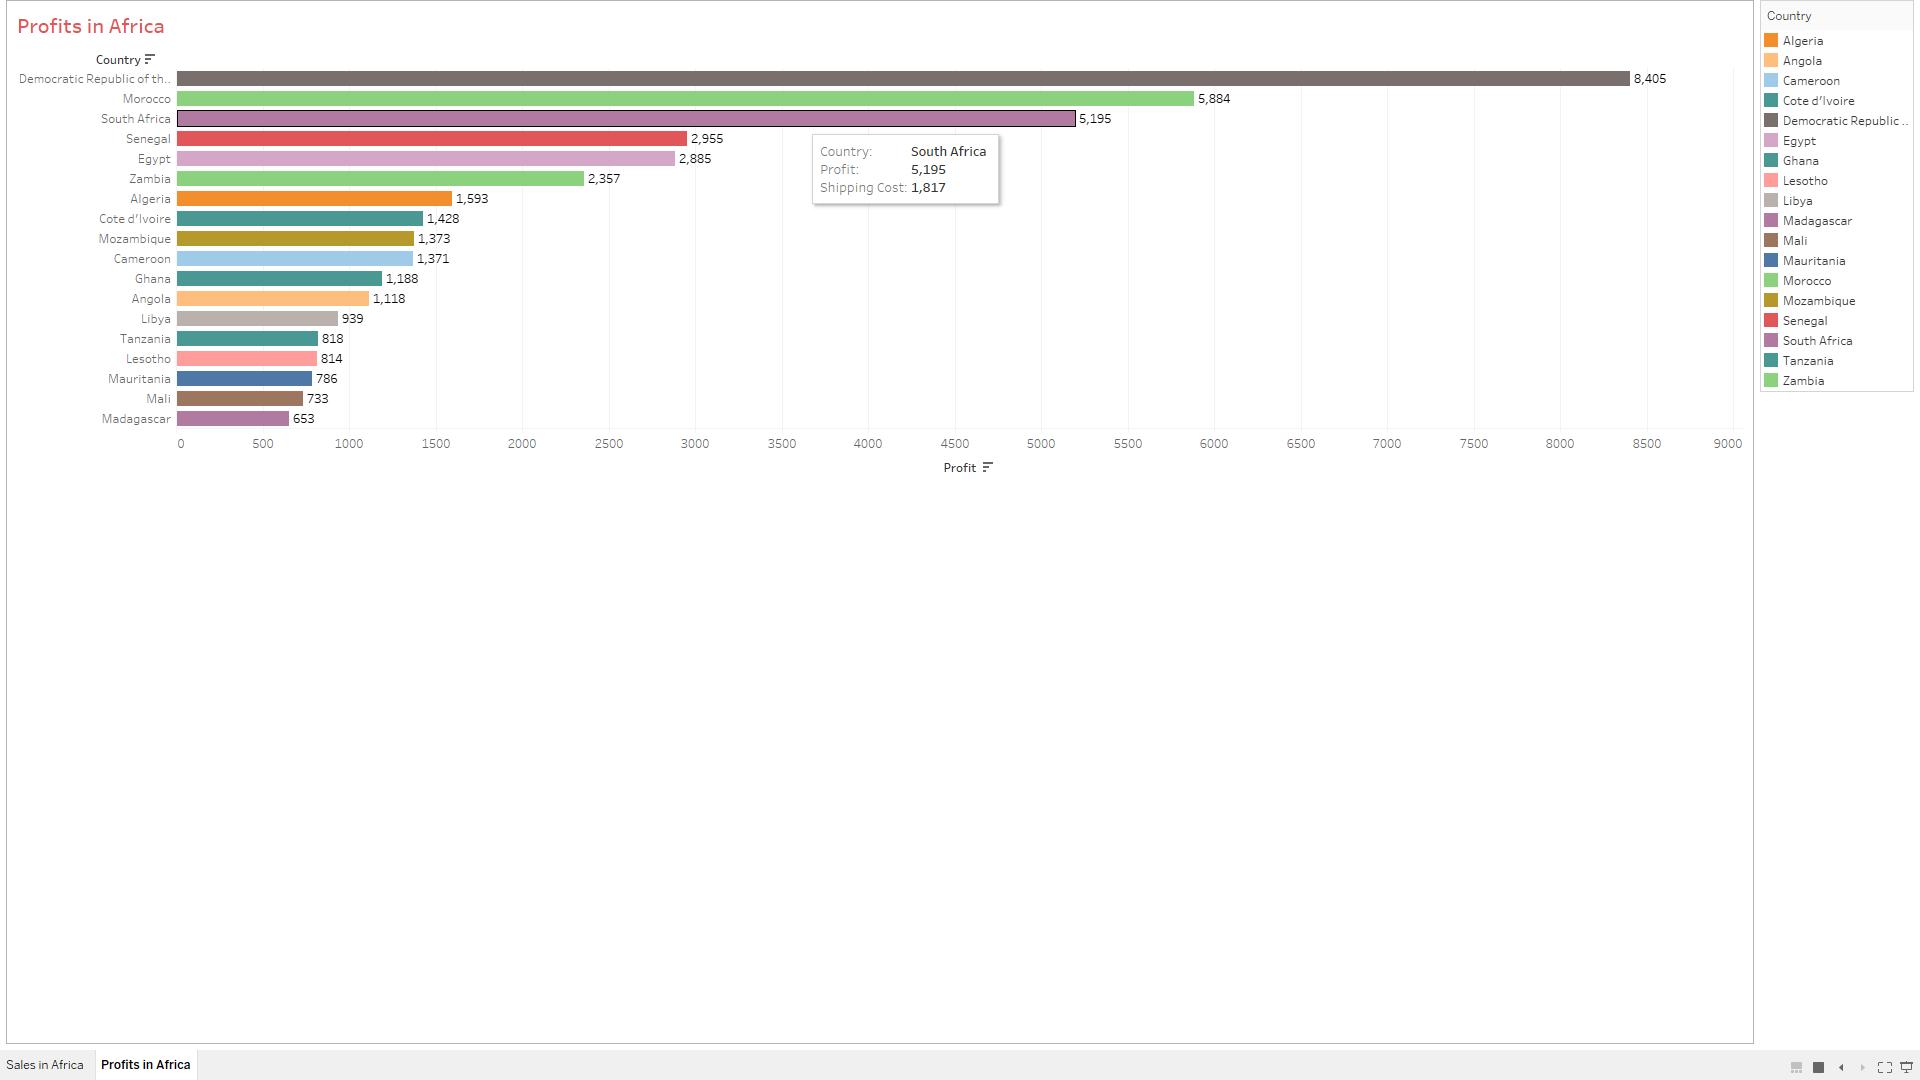 Profits in Africa
Country
Democratic Republic of th..
8,405
Morocco
5,884
South Africa
5,195
Senegal
2,955
Egypt
2,885
Zambia
2,357
Algeria
1,593
Cote d'Ivoire
1,428
Mozambique
1,373
Cameroon
1,371
Ghana
1,188
Angola
1,118
Libya
939
Tanzania
818
Lesotho
814
Mauritania
786
Mali
733
Madagascar
653
0 500 1000 1500 2000 2500 3000 3500 4000 4500 5000 5500 6000 6500 7000 7500 8000 8500 9000
Profit
Country: South Africa
Profit: 5,195
Shipping Cost: 1,817
Country
Algeria
Angola
Cameroon
Cote d'Ivoire
Democratic Republic ..
Egypt
Ghana
Lesotho
Libya
Madagascar
Mali
Mauritania
Morocco
Mozambique
Senegal
South Africa
Tanzania
Zambia
Sales in Africa
Profits in Africa